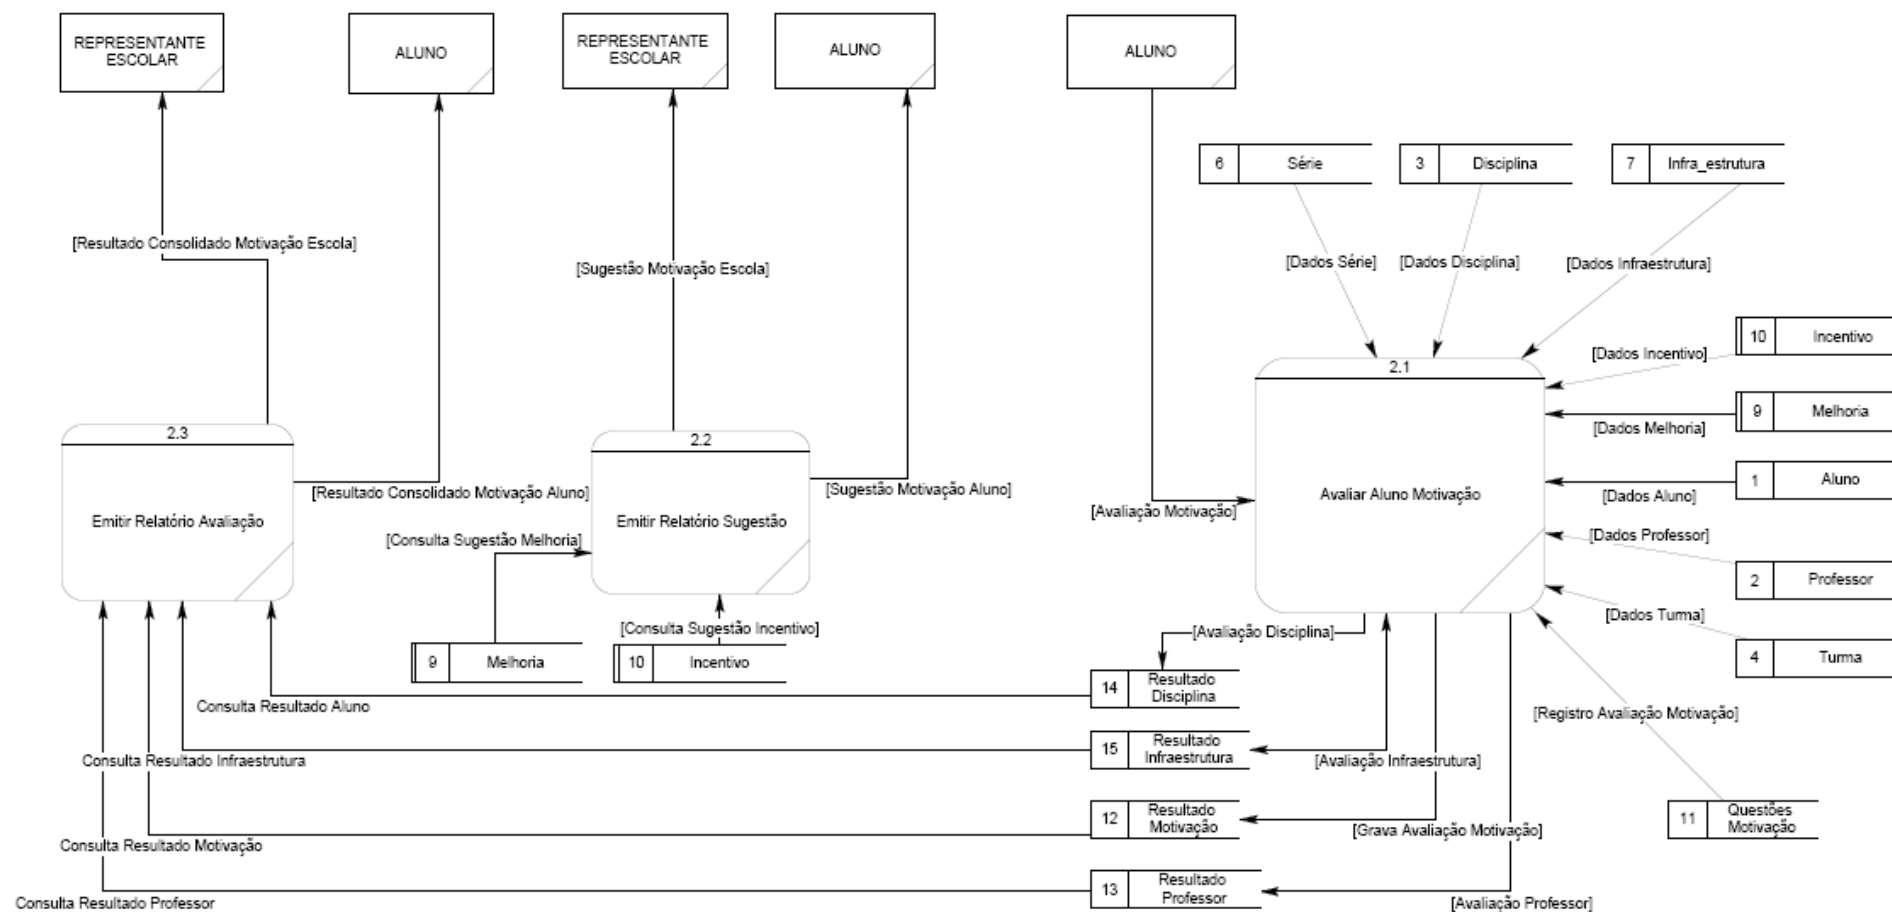 REPRESENTANTE
ESCOLAR
ALUNO
REPRESENTANTE
ESCOLAR
ALUNO
ALUNO
6
Série
3
Disciplina
7
Infra_estrutura
[Resultado Consolidado Motivação Escola]
[Sugestão Motivação Escola]
[Dados Série]
[Dados Disciplina]
[Dados Infraestrutura]
10
Incentivo
[Dados Incentivo]
2.1
9
Melhoria
[Dados Melhoria]
2.3
2.2
1
Aluno
[Dados Aluno]
[Resultado Consolidado Motivação Aluno]
[Sugestão Motivação Aluno]
Avaliar Aluno Motivação
[Avaliação Motivação]
Emitir Relatório Avaliação
Emitir Relatório Sugestão
[Consulta Sugestão Melhoria]
[Dados Professor]
2
Professor
[Dados Turma]
[Consulta Sugestão Incentivo]
[Avaliação Disciplina]
9
Melhoria
10
Incentivo
4
Turma
14
Resultado
Disciplina
Consulta Resultado Aluno
[Registro Avaliação Motivação]
15
Resultado
Infraestrutura
Consulta Resultado Infraestrutura
[Avaliação Infraestrutura]
12
Resultado
Motivação
11
Questões
Motivação
[Grava Avaliação Motivação]
Consulta Resultado Motivação
13
Resultado
Professor
Consulta Resultado Professor
[Avaliação Professor]